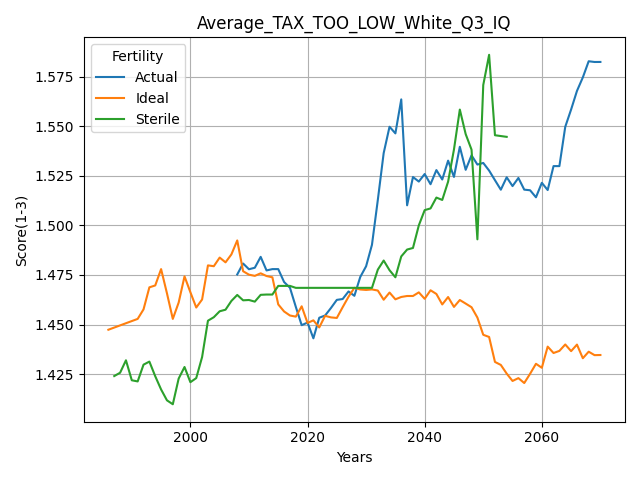 Average_TAX_TOO_LOW_White_Q3_IQ
Fertility
Actual
Ideal
Sterile
Score(1-3)
1.575
1.550
1.525
1.500
1.475
1.450
1.425
2000
2020
2040
2060
Years